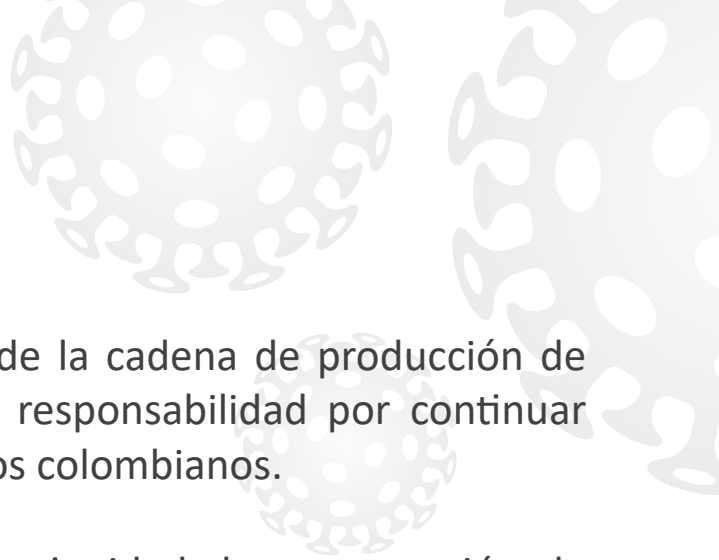 de la cadena de producción de
responsabilidad por continuar
os colombianos.